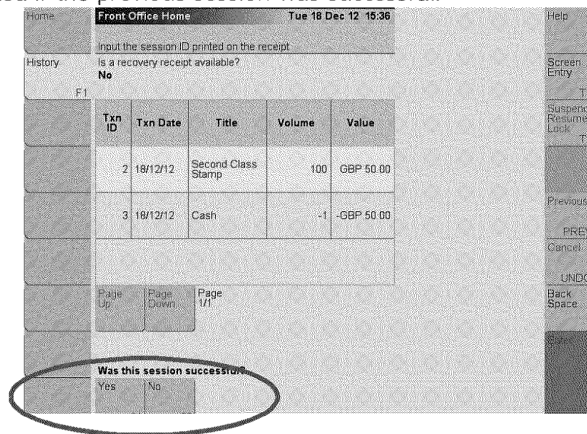 Home
Front Office Home Tue 18 Dec 12 15:36
Help
Input the session ID printed on the receipt
History
F1
Is a recovery receipt available?
No
Screen
Entry
Txn ID Txn Date Title Volume Value
2 18/12/12 Second Class Stamp 100 GBP 50.00
3 18/12/12 Cash -1 -GBP 50.00
Suspend
Resume
Lock
Previous
PREV
Cancel
UNDO
Back
Space
Enter
Page Up
Page Down
Page
1/1
Was this session successful?
Yes No